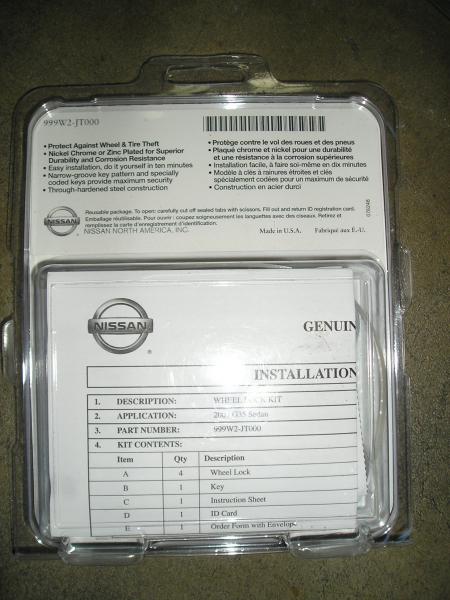 999W2-JT000
• Protect Against Wheel & Tire Theft
• Nickel Chrome or Zinc Plated for Superior
Durability and Corrosion Resistance
• Easy installation, do it yourself in ten minutes
• Narrow-groove key pattern and specially
coded keys provide maximum security
• Through-hardened steel construction
• Protège contre le vol des roues et des pneus
• Plaqué chrome et nickel pour une durabilité
et une résistance à la corrosion supérieures
• Installation facile, à faire soi-même en dix minutes
• Modèle à clés à rainures étroites et clés
spécialement codées pour un maximum de sécurité
• Construction en acier durci
NISSAN
Reusable package. To open: carefully cut off sealed tabs with scissors. Fill out and return ID registration card.
Emballage réutilisable. Pour ouvrir: coupez soigneusement les languettes avec des ciseaux. Retirez et
remplissez la carte d'enregistrement d'identification.
NISSAN NORTH AMERICA, INC.
Made in U.S.A. Fabriqué aux É.-U.
NISSAN
GENUIN
INSTALLATION
1. DESCRIPTION: WHEEL LOCK KIT
2. APPLICATION: G35 Sedan
3. PART NUMBER: 999W2-JT000
4. KIT CONTENTS:
Item Qty Description
A 4 Wheel Lock
B 1 Key
C 1 Instruction Sheet
D 1 ID Card
E 1 Order Form with Envelop